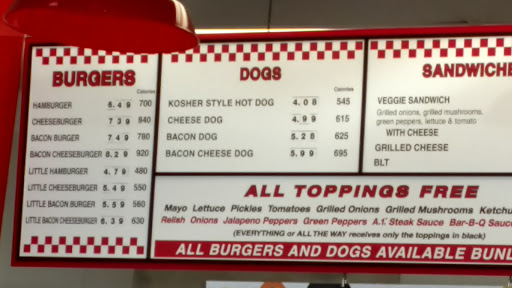 BURGERS
Calories
HAMBURGER 6.49 700
CHEESEBURGER 7.39 840
BACON BURGER 7.49 780
BACON CHEESEBURGER 8.29 920
LITTLE HAMBURGER 4.79 480
LITTLE CHEESEBURGER 5.49 550
LITTLE BACON BURGER 5.59 560
LITTLE BACON CHEESEBURGER 6.39 630
DOGS
Calories
KOSHER STYLE HOT DOG 4.08 545
CHEESE DOG 4.99 615
BACON DOG 5.28 625
BACON CHEESE DOG 5.99 695
SANDWICHE
VEGGIE SANDWICH
Grilled onions, grilled mushrooms,
green peppers, lettuce & tomato
WITH CHEESE
GRILLED CHEESE
BLT
ALL TOPPINGS FREE
Mayo Lettuce Pickles Tomatoes Grilled Onions Grilled Mushrooms Ketchu
Relish Onions Jalapeno Peppers Green Peppers A.1. Steak Sauce Bar-B-Q Sauc
(EVERYTHING or ALL THE WAY receives only the toppings in black)
ALL BURGERS AND DOGS AVAILABLE BUNL